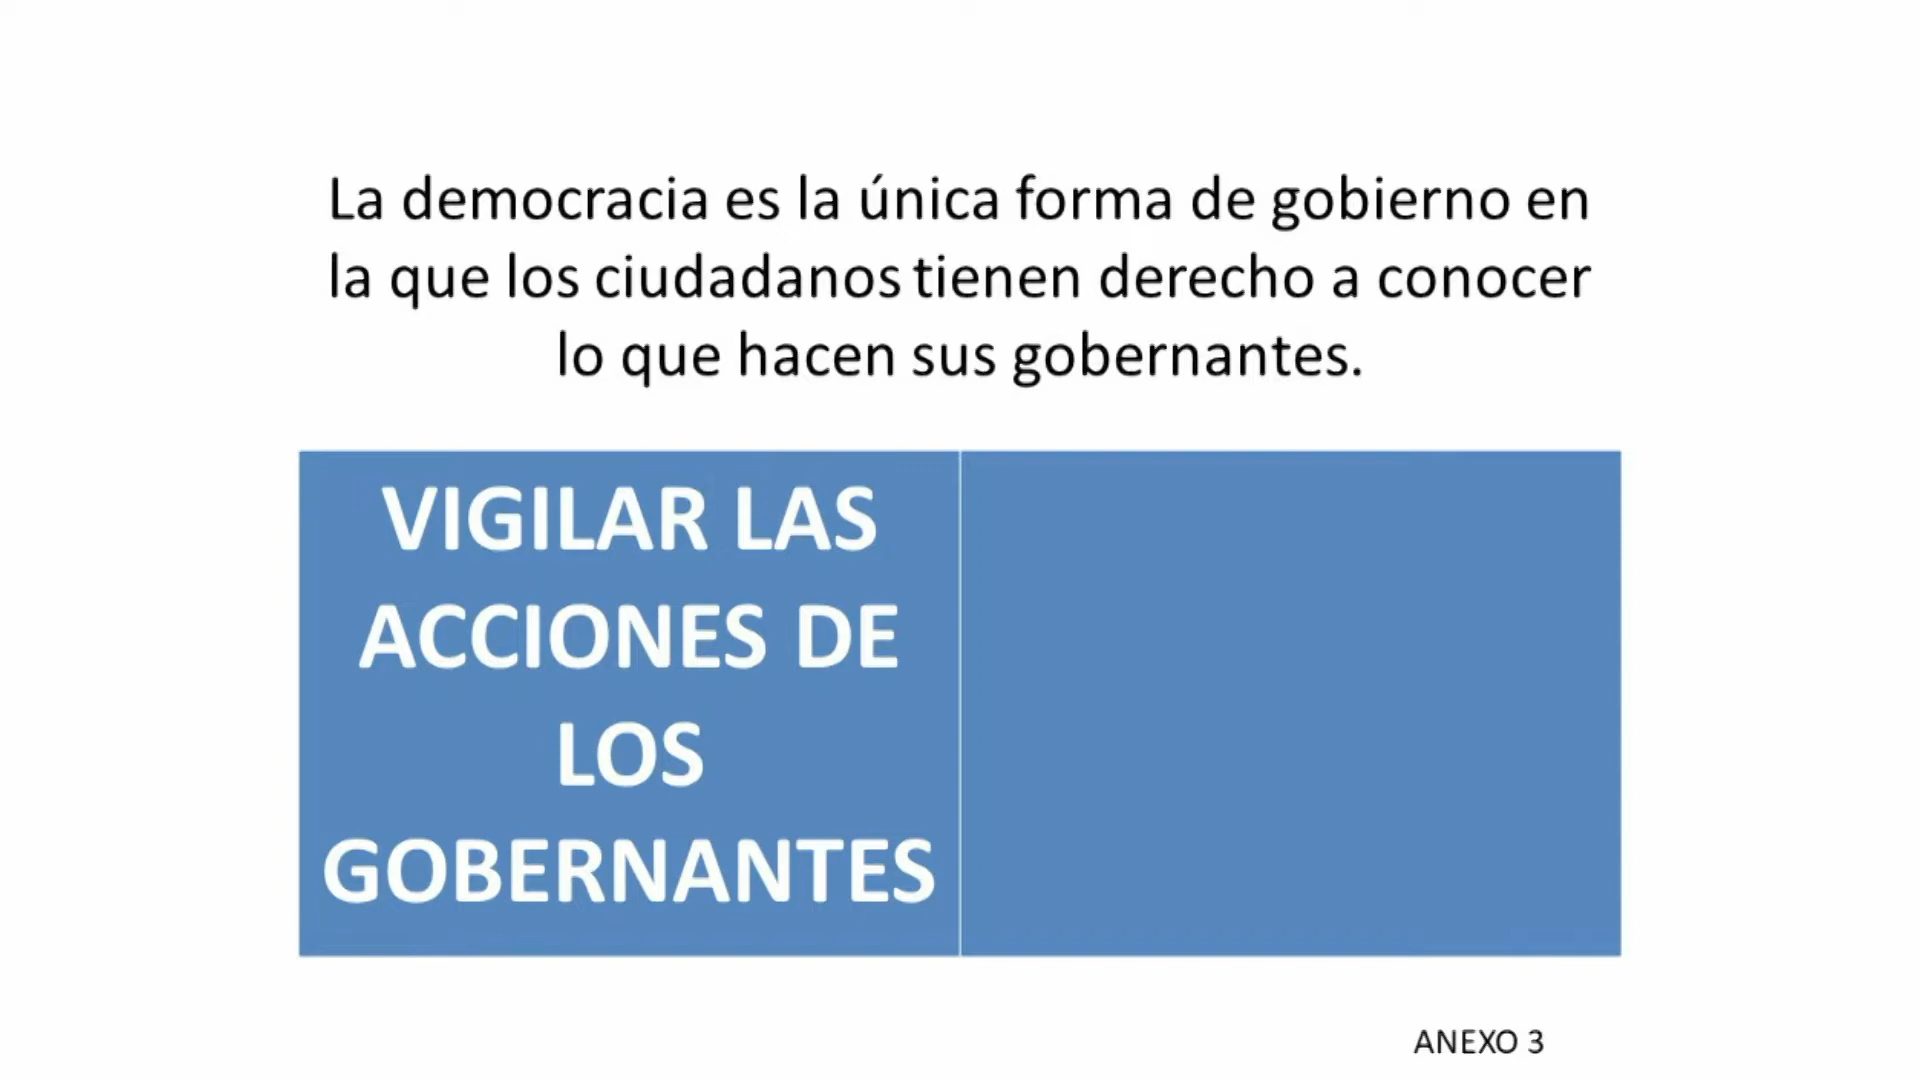 La democracia es la única forma de gobierno en
la que los ciudadanos tienen derecho a conocer
lo que hacen sus gobernantes.
VIGILAR LAS
ACCIONES DE
LOS
GOBERNANTES
ANEXO 3